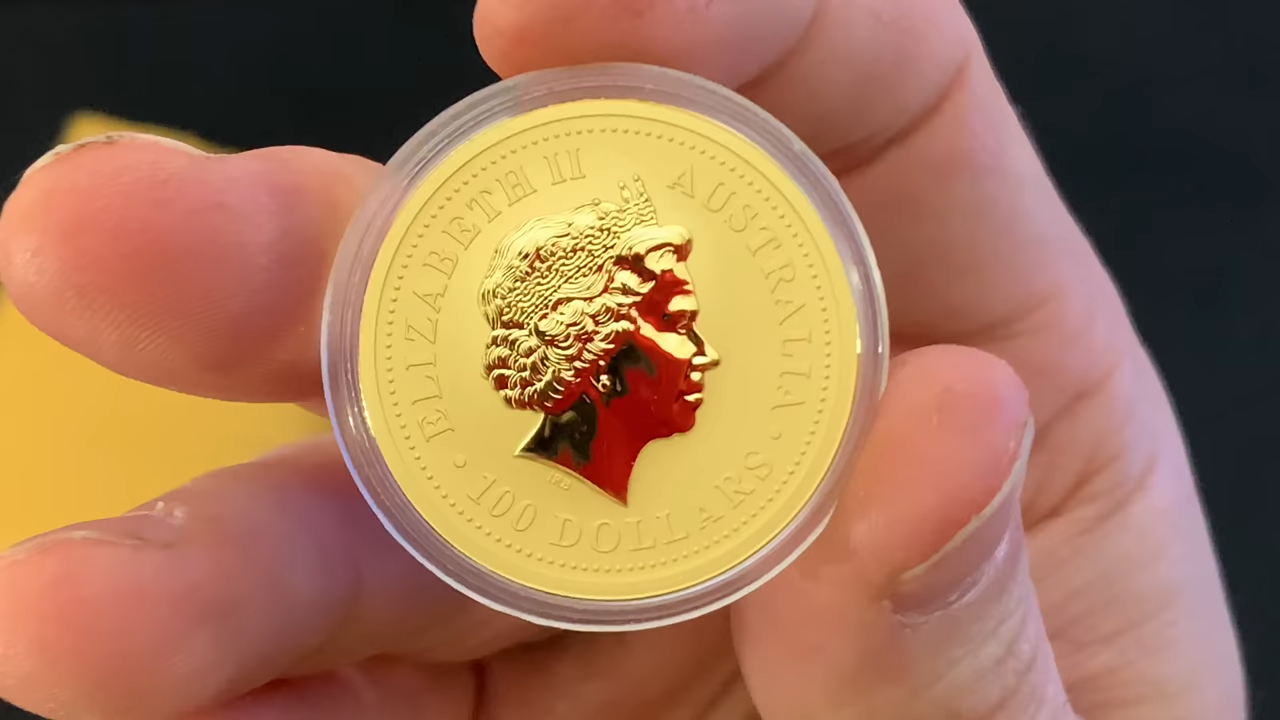 ELIZABETH II
AUSTRALIA
• 100 DOLLARS •
IRB